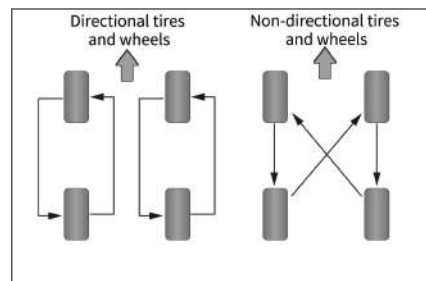 Directional tires
and wheels
Non-directional tires
and wheels